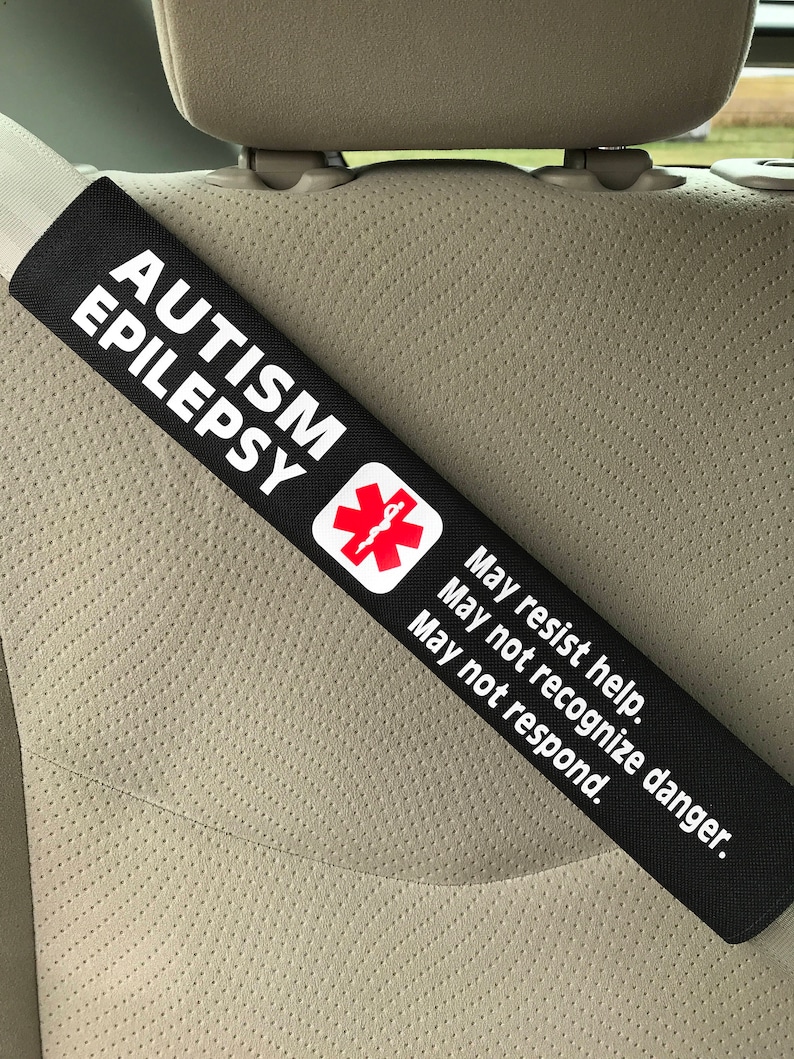 AUTISM
EPILEPSY
May resist help.
May not recognize danger.
May not respond.